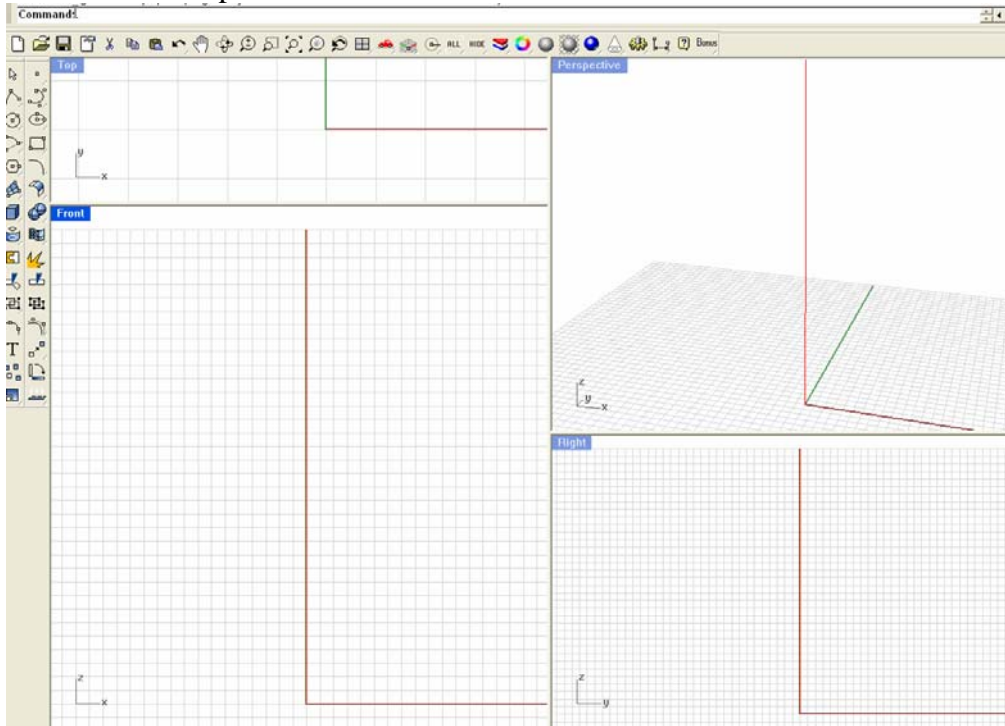 Command:
ALL HIDE ? Bonus
Top
Perspective
y
x
Front
z
y
x
T
Right
z
x
z
y